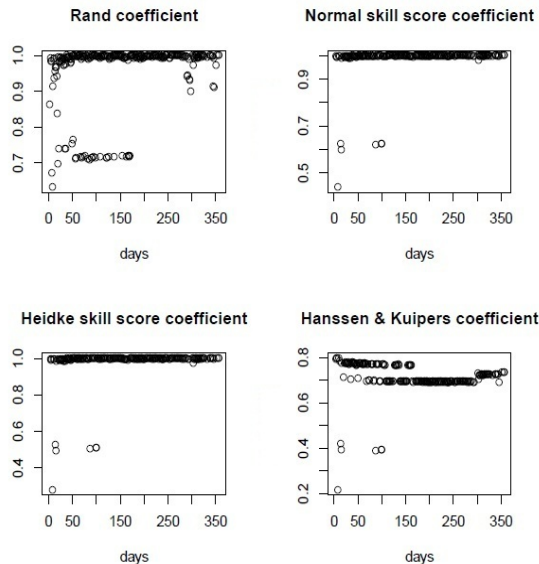 Rand coefficient
1.0
0.9
0.8
0.7
0 50 150 250 350
days
Normal skill score coefficient
0.9
0.7
0.5
0 50 150 250 350
days
Heidke skill score coefficient
1.0
0.8
0.6
0.4
0 50 150 250 350
days
Hanssen & Kuipers coefficient
0.8
0.6
0.4
0.2
0 50 150 250 350
days